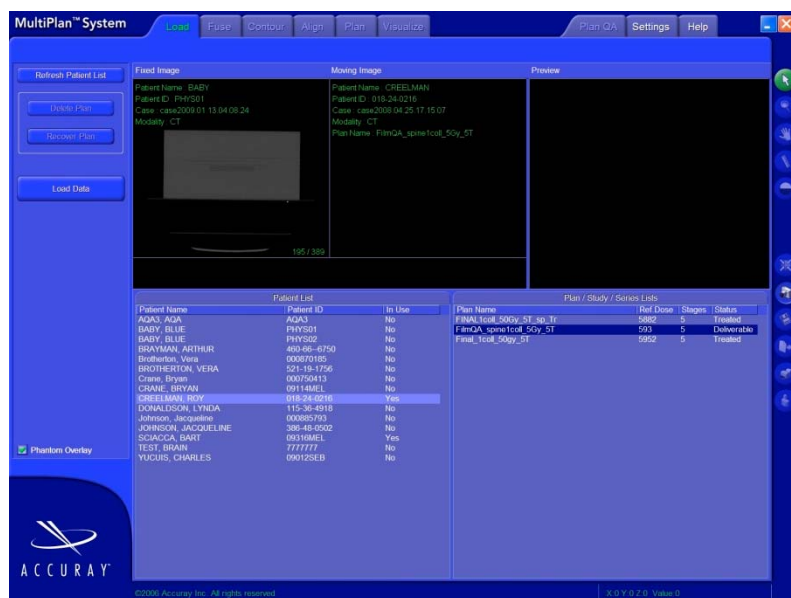 MultiPlan™ System
Load Fuse Contour Align Plan Visualize Plan QA Settings Help
Refresh Patient List
Delete Plan
Recover Plan
Load Data
Phantom Overlay
ACCURAY
Fixed Image Moving Image Preview
Patient Name : BABY
Patient ID : PHYS01
Case : case2009.01.13.04.08.24
Modality : CT
195 / 389
Patient Name : CREELMAN
Patient ID : 018-24-0216
Case : case2008.04.25.17.15.07
Modality : CT
Plan Name : FilmQA_spine1coll_5Gy_5T
Patient List
Patient Name Patient ID In Use
AQA3, AQA AQA3 No
BABY, BLUE PHYS01 No
BABY, BLUE PHYS02 No
BRAYMAN, ARTHUR 460-66--6750 No
Brotherton, Vera 000870185 No
BROTHERTON, VERA 521-19-1756 No
Crane, Bryan 000750413 No
CRANE, BRYAN 09114MEL No
CREELMAN, ROY 018-24-0216 Yes
DONALDSON, LYNDA 115-36-4918 No
Johnson, Jacqueline 000885793 No
JOHNSON, JACQUELINE 386-48-0502 No
SCIACCA, BART 09316MEL Yes
TEST, BRAIN 7777777 No
YUCUIS, CHARLES 09012SEB No
Plan / Study / Series Lists
Plan Name Ref.Dose Stages Status
FINAL1coll_50Gy_5T_sp_Tr 5882 5 Treated
FilmQA_spine1coll_5Gy_5T 593 5 Deliverable
Final_1coll_50gy_5T 5952 5 Treated
©2006 Accuray Inc. All rights reserved
X:0 Y:0 Z:0 Value:0